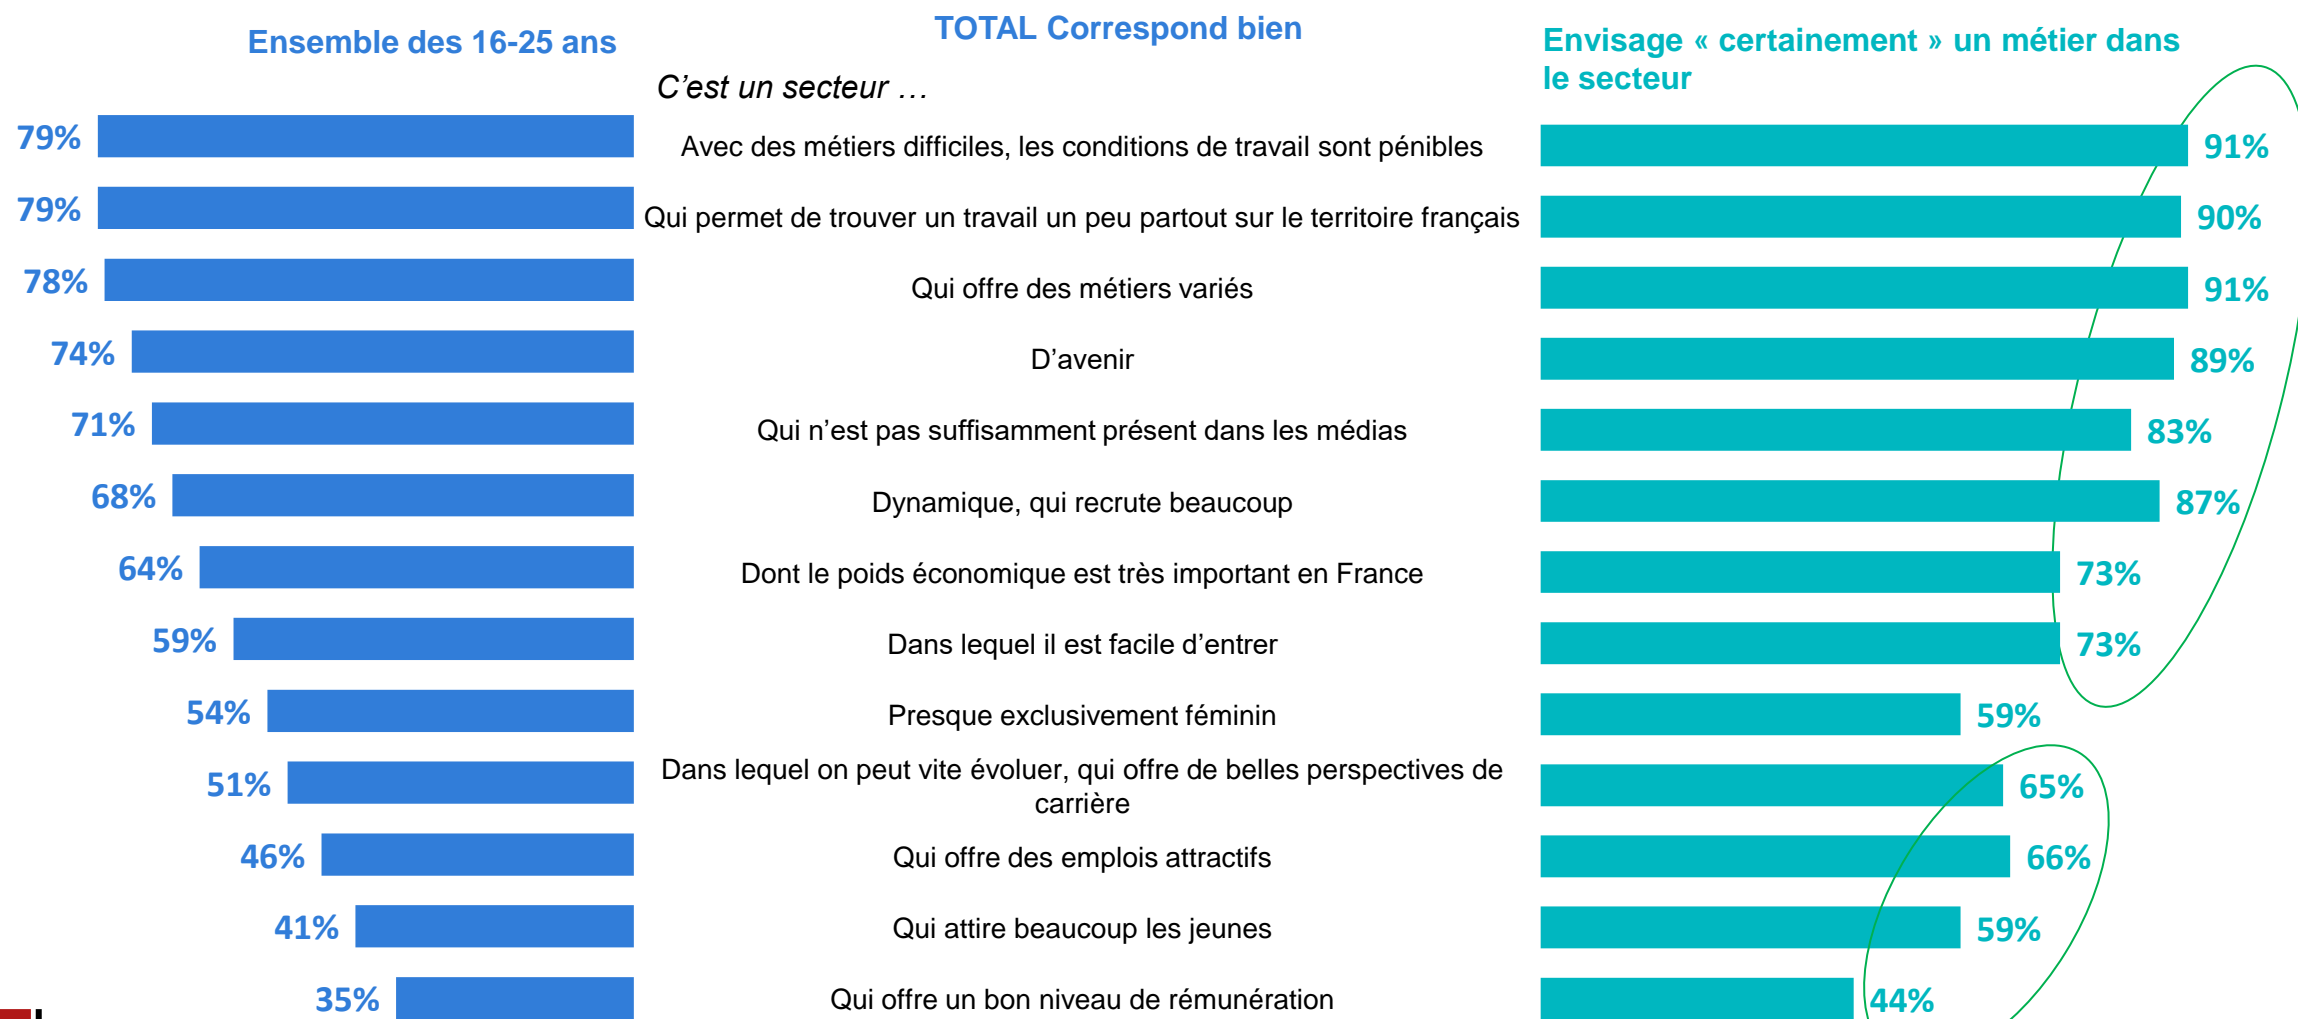 Ensemble des 16-25 ans
TOTAL Correspond bien
Envisage « certainement » un métier dans
le secteur
C’est un secteur …
79% Avec des métiers difficiles, les conditions de travail sont pénibles 91%
79% Qui permet de trouver un travail un peu partout sur le territoire français 90%
78% Qui offre des métiers variés 91%
74% D’avenir 89%
71% Qui n’est pas suffisamment présent dans les médias 83%
68% Dynamique, qui recrute beaucoup 87%
64% Dont le poids économique est très important en France 73%
59% Dans lequel il est facile d’entrer 73%
54% Presque exclusivement féminin 59%
51% Dans lequel on peut vite évoluer, qui offre de belles perspectives de 65%
carrière
46% Qui offre des emplois attractifs 66%
41% Qui attire beaucoup les jeunes 59%
35% Qui offre un bon niveau de rémunération 44%